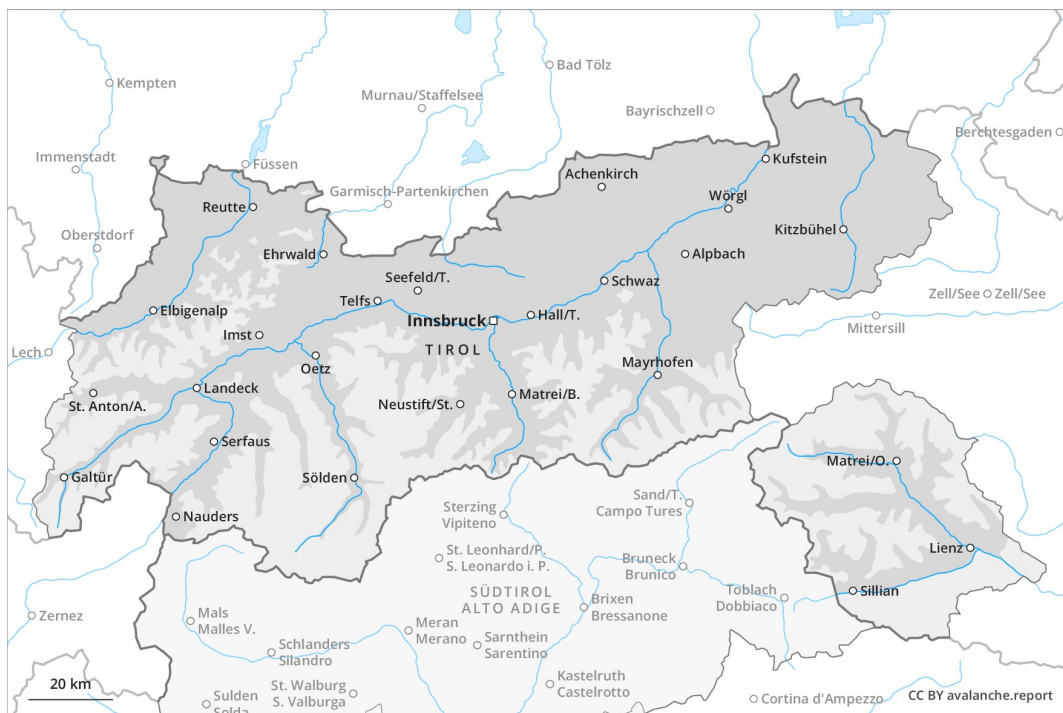 Kempten
Bad Tölz
Murnau/Staffelsee
Bayrischzell
Berchtesgaden
Immenstadt
Füssen
Kufstein
Garmisch-Partenkirchen
Achenkirch
Reutte
Wörgl
Oberstdorf
Kitzbühel
Ehrwald
Alpbach
Seefeld/T.
Schwaz
Telfs
Zell/See
Zell/See
Elbigenalp
Innsbruck
Hall/T.
Mittersill
Imst
TIROL
Lech
Oetz
Mayrhofen
Landeck
St. Anton/A.
Neustift/St.
Matrei/B.
Serfaus
Matrei/O.
Galtür
Sölden
Sand/T.
Campo Tures
Sterzing
Vipiteno
Nauders
Lienz
St. Leonhard/P.
S. Leonardo i. P.
Bruneck
Brunico
SÜDTIROL
ALTO ADIGE
Sillian
Toblach
Dobbiaco
Brixen
Bressanone
Zernez
Mals
Malles V.
Meran
Merano
Sarnthein
Sarentino
Schlanders
Silandro
20 km
St. Walburg
S. Valburga
Kastelruth
Castelrotto
Sulden
Solda
Cortina d'Ampezzo
CC BY avalanche.report